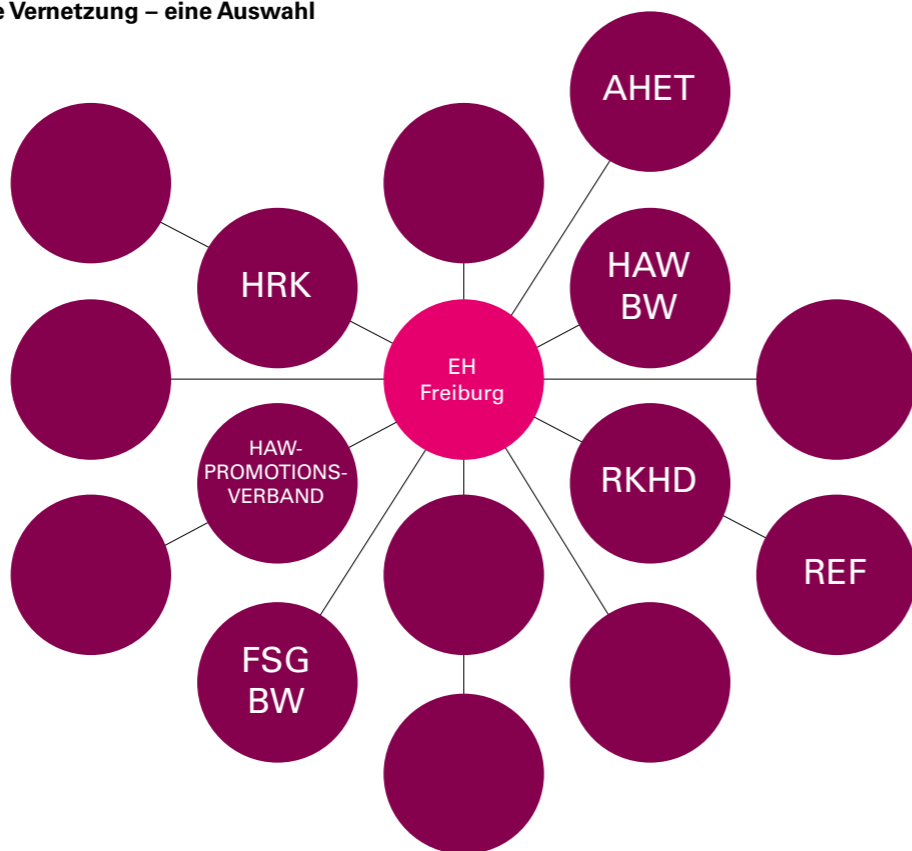 e Vernetzung – eine Auswahl
AHET
HRK
HAW
BW
EH
Freiburg
HAW-
PROMOTIONS-
VERBAND
RKHD
REF
FSG
BW